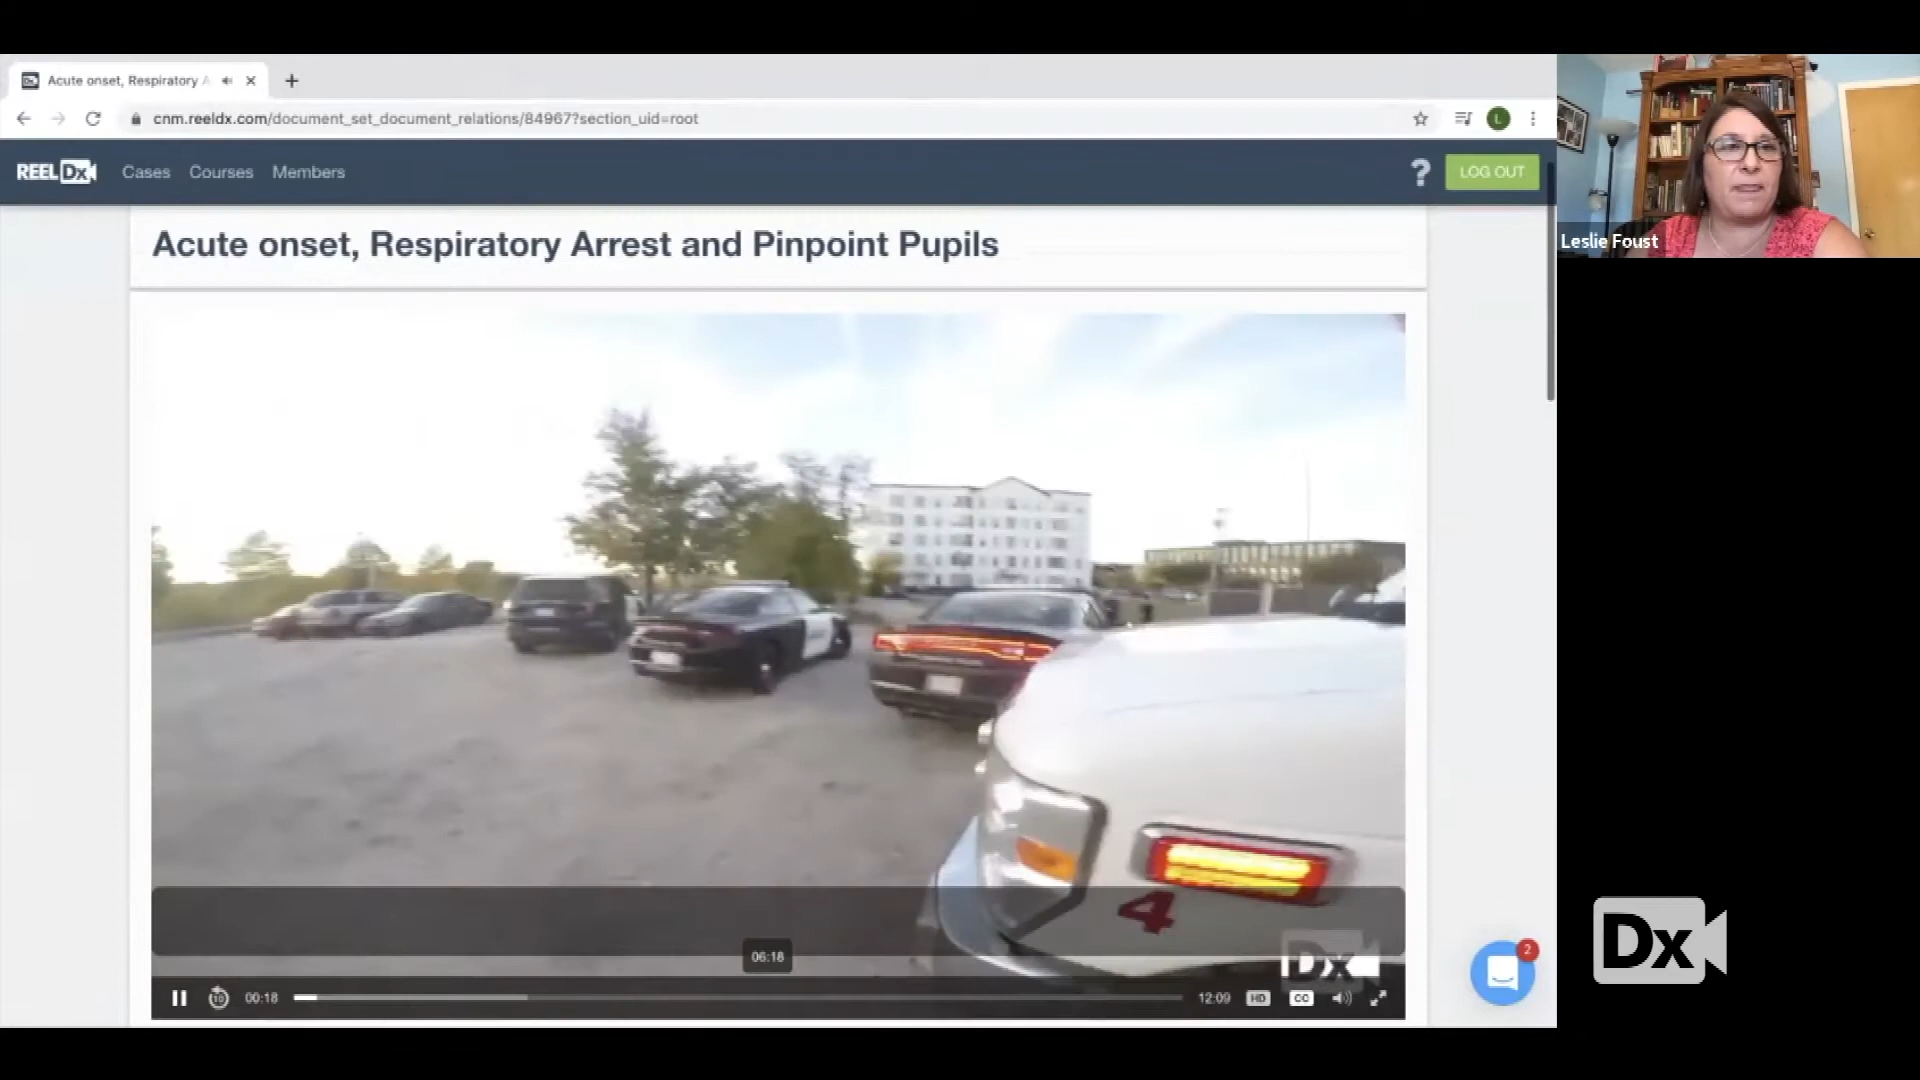 Acute onset, Respiratory A
cnm.reeldx.com/document_set_document_relations/84967?section_uid=root
L
REEL Dx
Cases
Courses
Members
?
LOG OUT
Acute onset, Respiratory Arrest and Pinpoint Pupils
Leslie Foust
4
06:18
Dx
2
Dx
10
00:18
12:09
HD
CC